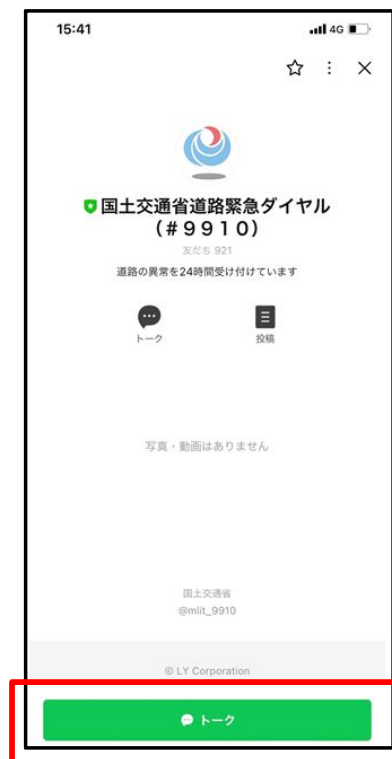 15:41
4G
国土交通省道路緊急ダイヤル
(#9910)
友だち 921
道路の異常を24時間受け付けています
トーク
投稿
写真・動画はありません
国土交通省
@mlit_9910
© LY Corporation
トーク